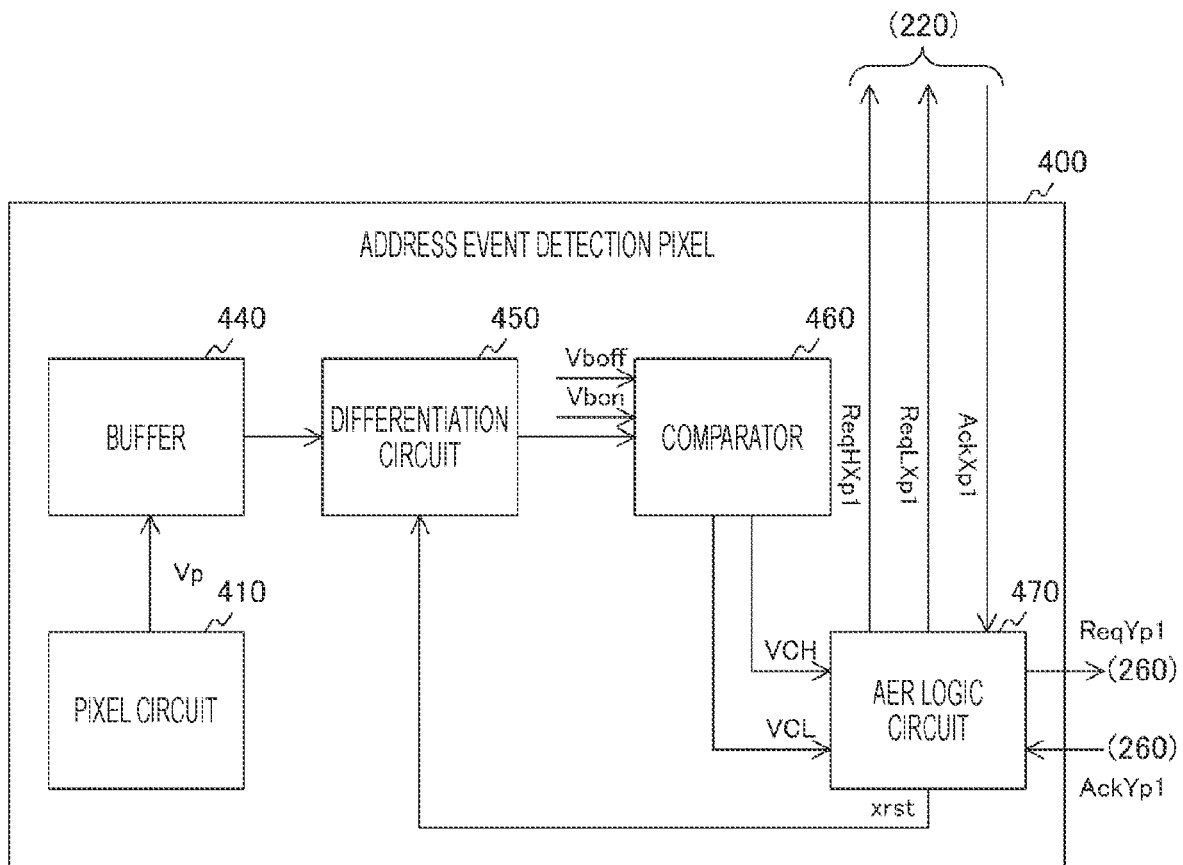 (220)
400
ADDRESS EVENT DETECTION PIXEL
440
450
460
BUFFER
DIFFERENTIATION
CIRCUIT
Vboff
Vbon
COMPARATOR
ReqHXp1
ReqLXp1
AckXp1
Vp
410
470
PIXEL CIRCUIT
VCH
VCL
AER LOGIC
CIRCUIT
ReqYp1
(260)
(260)
AckYp1
xrst